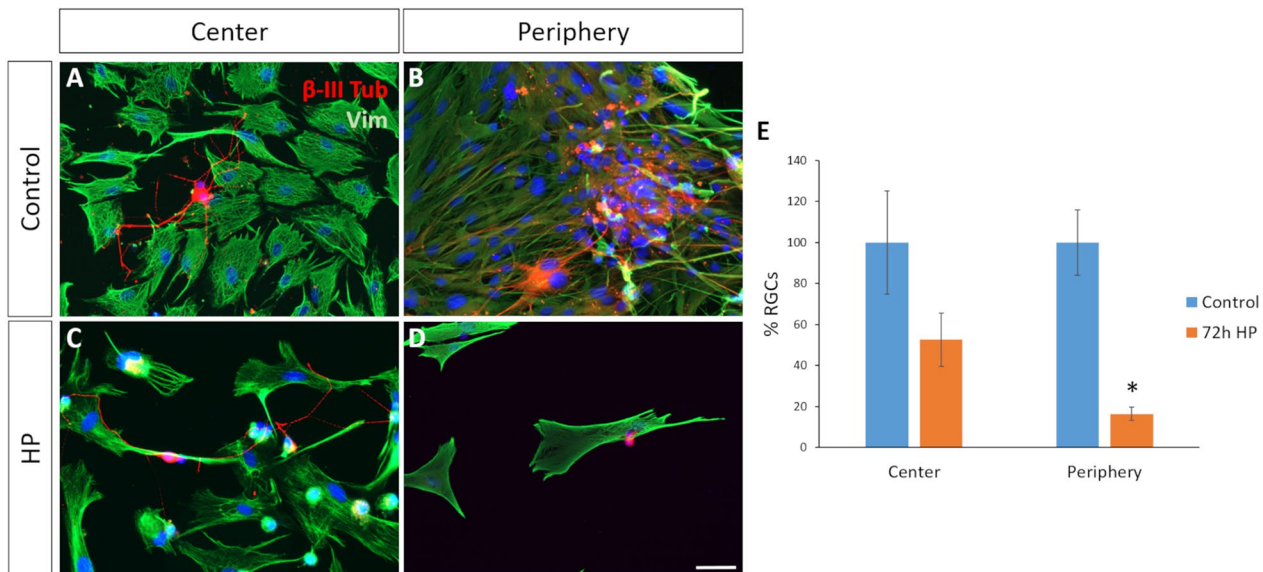 Center
Periphery
Control
HP
A
β-III Tub
Vim
B
C
D
E
% RGCs
140
120
100
80
60
40
20
0
*
Center
Periphery
Control
72h HP